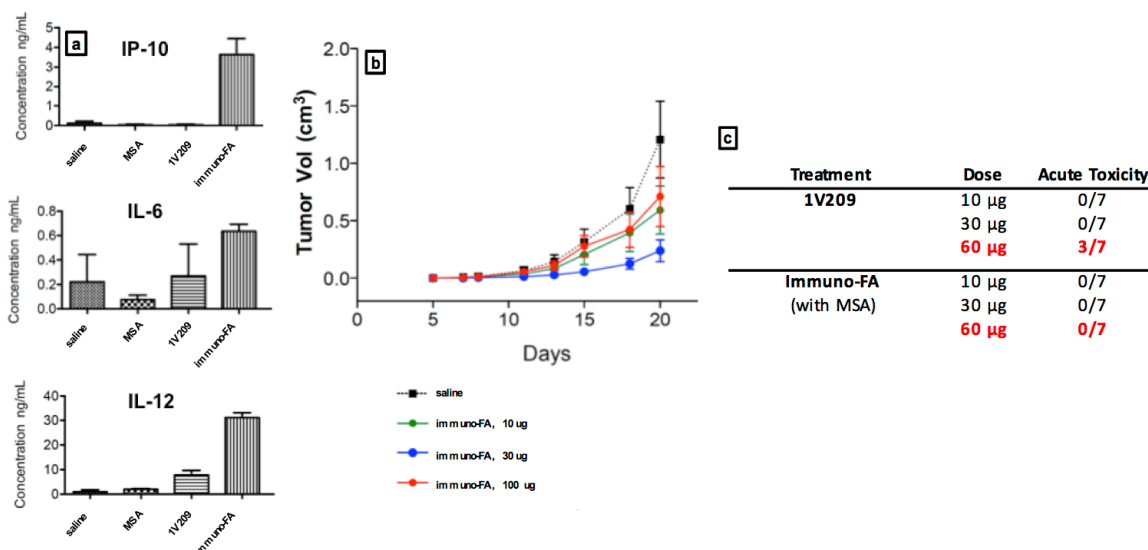 a
IP-10
Concentration ng/mL
5
4
3
2
1
0
saline
MSA
1V209
immuno-FA
IL-6
Concentration ng/mL
0.8
0.6
0.4
0.2
0.0
saline
MSA
1V209
immuno-FA
IL-12
Concentration ng/mL
40
30
20
10
0
saline
MSA
1V209
immuno-FA
b
Tumor Vol (cm³)
2.0
1.5
1.0
0.5
0.0
0 5 10 15 20
Days
saline
immuno-FA, 10 ug
immuno-FA, 30 ug
immuno-FA, 100 ug
c
Treatment Dose Acute Toxicity
1V209 10 µg 0/7
30 µg 0/7
60 µg 3/7
Immuno-FA 10 µg 0/7
(with MSA) 30 µg 0/7
60 µg 0/7